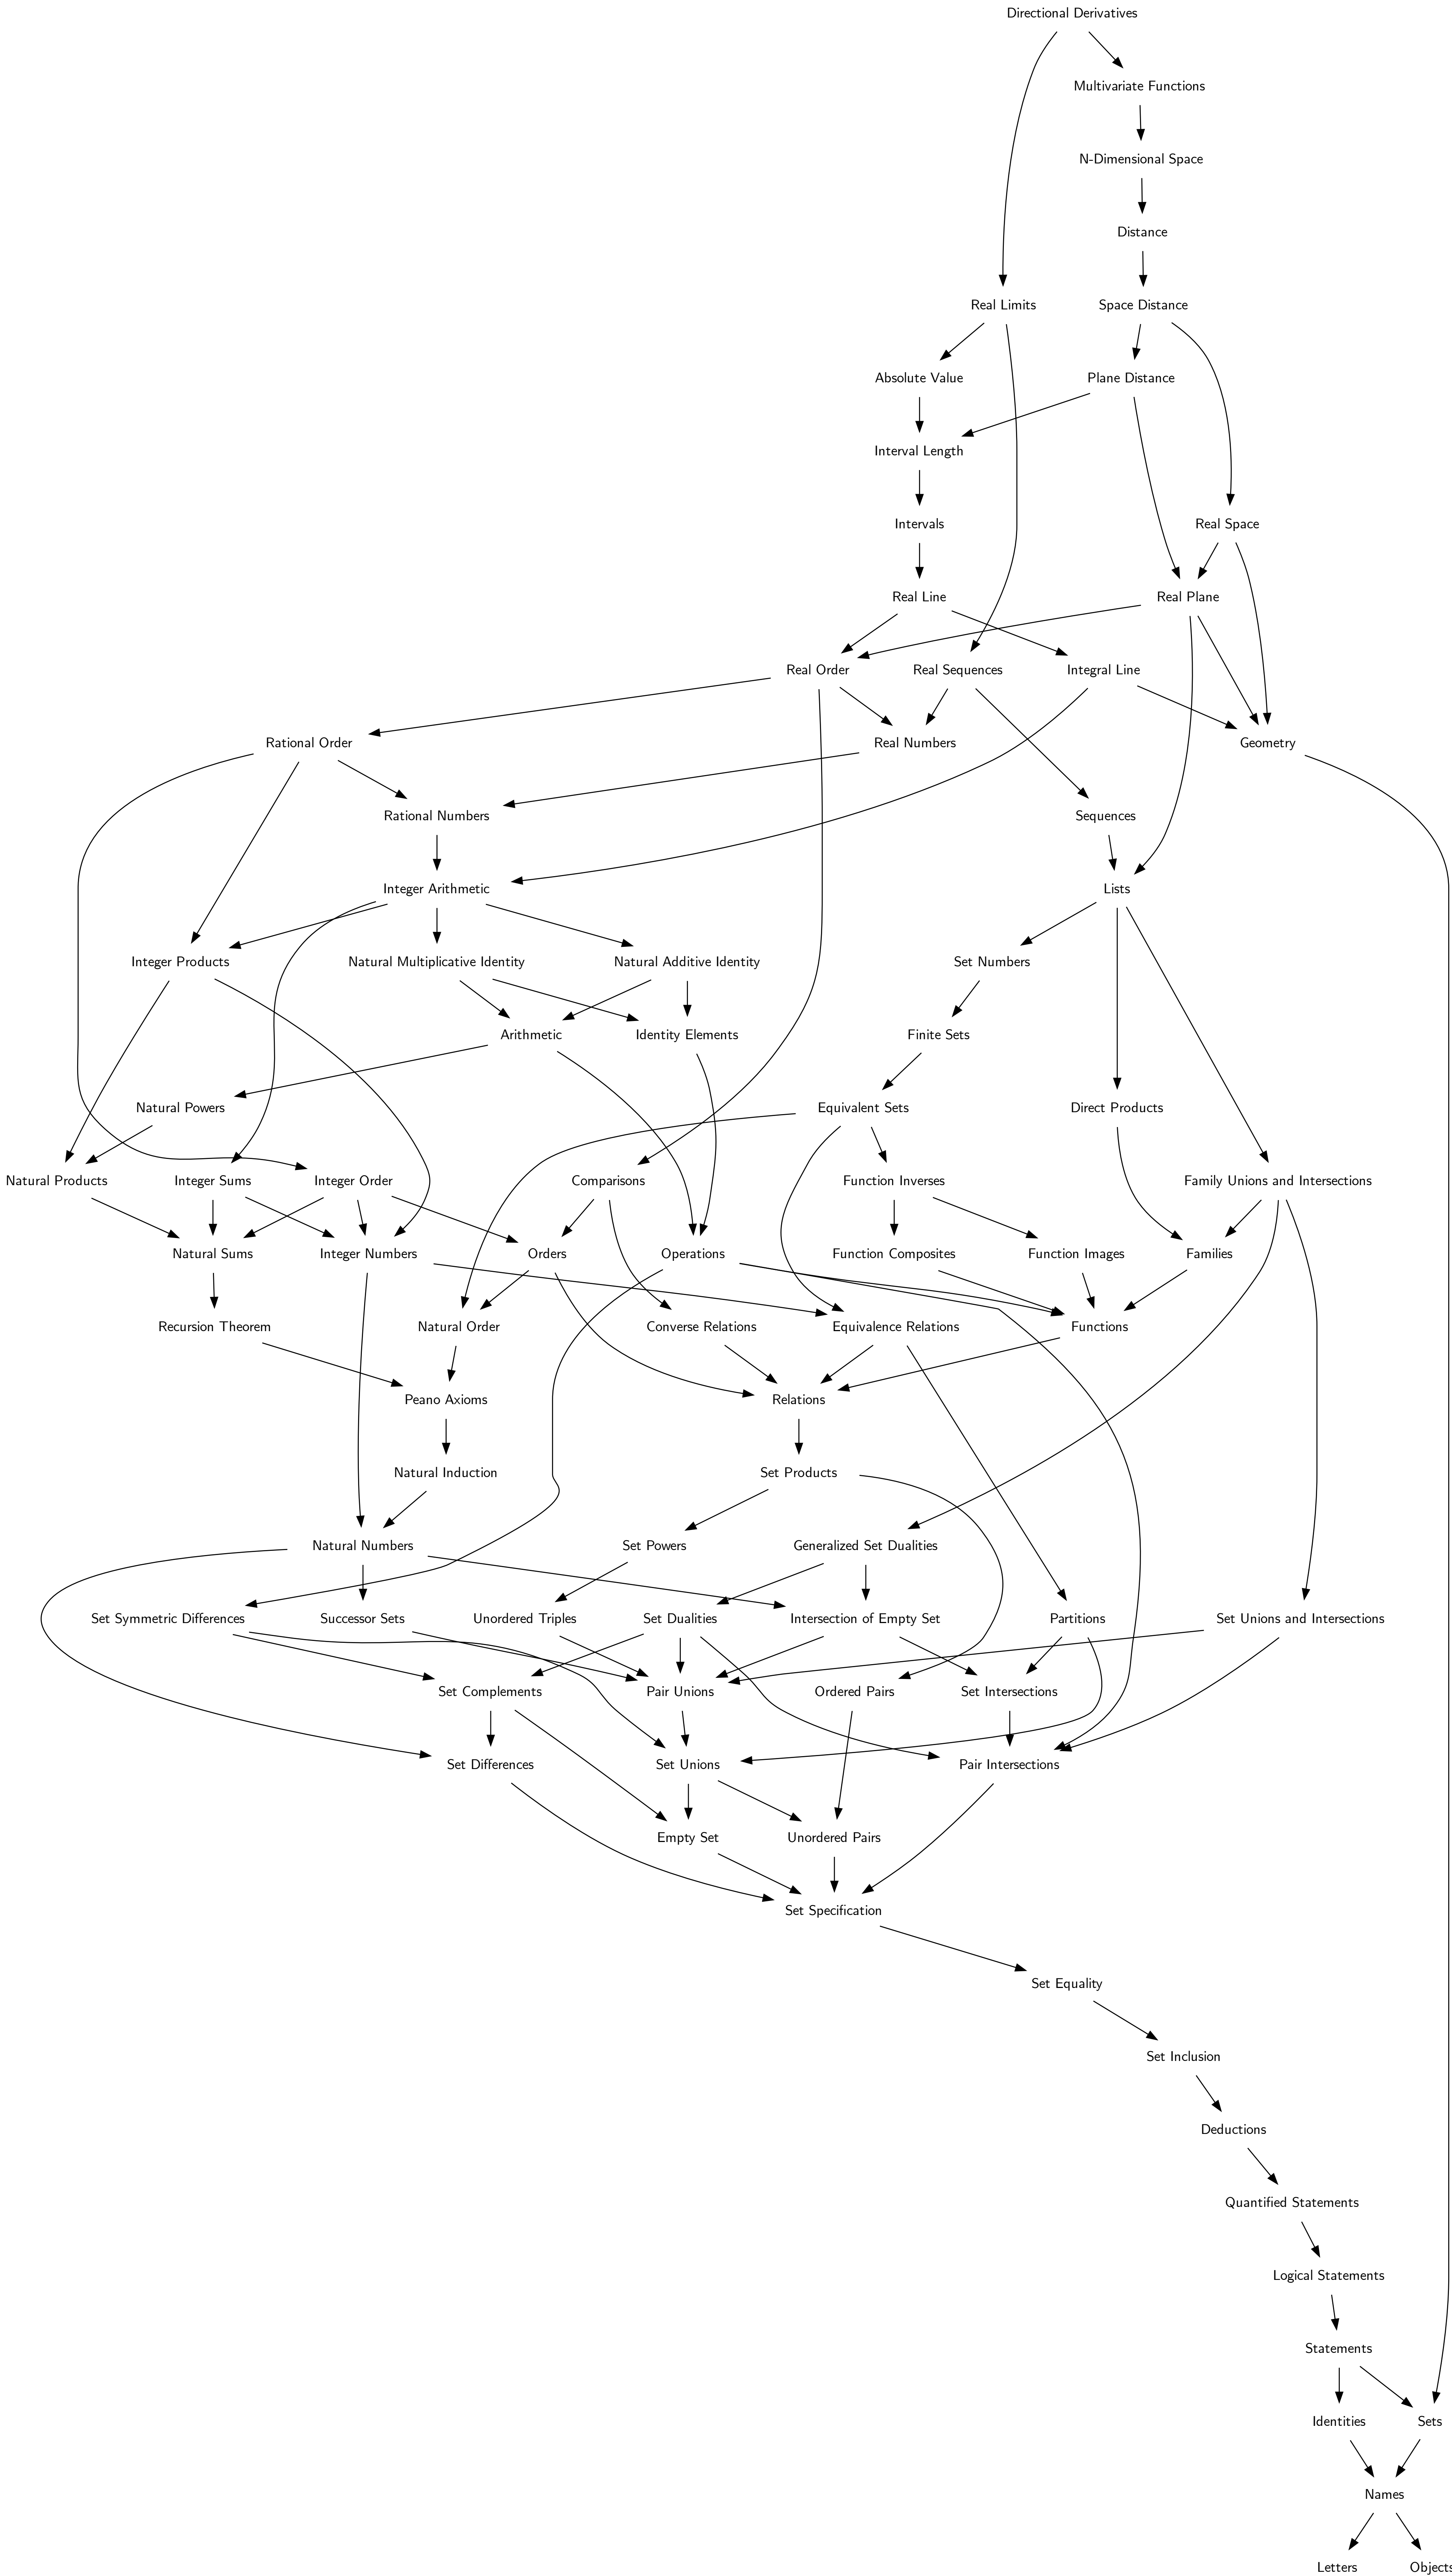 Directional Derivatives
Multivariate Functions
N-Dimensional Space
Distance
Real Limits
Space Distance
Absolute Value
Plane Distance
Interval Length
Intervals
Real Space
Real Line
Real Plane
Real Order
Real Sequences
Integral Line
Rational Order
Real Numbers
Geometry
Rational Numbers
Sequences
Integer Arithmetic
Lists
Integer Products
Natural Multiplicative Identity
Natural Additive Identity
Set Numbers
Arithmetic
Identity Elements
Finite Sets
Natural Powers
Equivalent Sets
Direct Products
Natural Products
Integer Sums
Integer Order
Comparisons
Function Inverses
Family Unions and Intersections
Natural Sums
Integer Numbers
Orders
Operations
Function Composites
Function Images
Families
Recursion Theorem
Natural Order
Converse Relations
Equivalence Relations
Functions
Peano Axioms
Relations
Natural Induction
Set Products
Natural Numbers
Set Powers
Generalized Set Dualities
Set Symmetric Differences
Successor Sets
Unordered Triples
Set Dualities
Intersection of Empty Set
Partitions
Set Unions and Intersections
Set Complements
Pair Unions
Ordered Pairs
Set Intersections
Set Differences
Set Unions
Pair Intersections
Empty Set
Unordered Pairs
Set Specification
Set Equality
Set Inclusion
Deductions
Quantified Statements
Logical Statements
Statements
Identities
Sets
Names
Letters
Objects